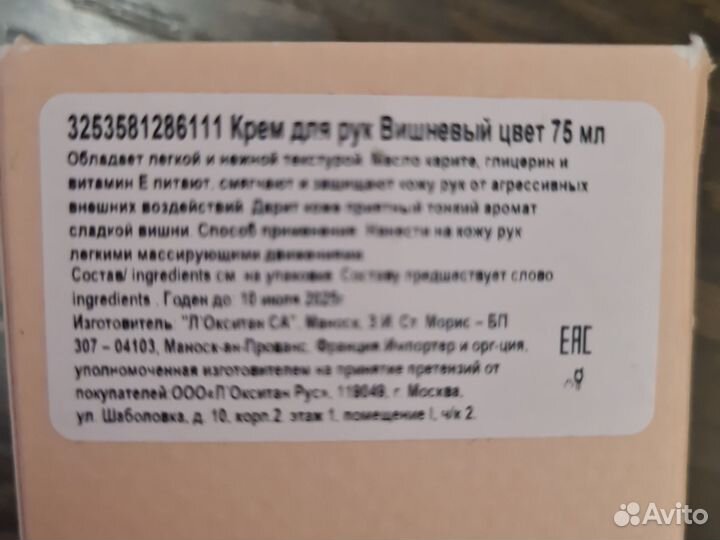 3253581286111 Крем для рук Вишневый цвет 75 мл
Обладает легкой и нежной текстурой. Масло карите, глицерин и
витамин Е питают, смягчают и защищают кожу рук от агрессивных
внешних воздействий. Дарит коже приятный тонкий аромат
сладкой вишни. Способ применения: Нанести на кожу рук
легкими массирующими движениями.
Состав/ ingredients см. на упаковке. Составу предшествует слово
ingredients . Годен до: 10 июля 2025г
Изготовитель: "Л'Окситан СА", Маноск, З.И. Ст. Морис – БП
307 – 04103, Маноск-ан-Прованс, Франция.Импортер и орг-ция,
уполномоченная изготовителем на принятие претензий от
покупателей:ООО«Л'Окситан Рус», 119049, г. Москва,
ул. Шаболовка, д. 10, корп.2, этаж 1, помещение I, ч/к 2.
EAC
Avito